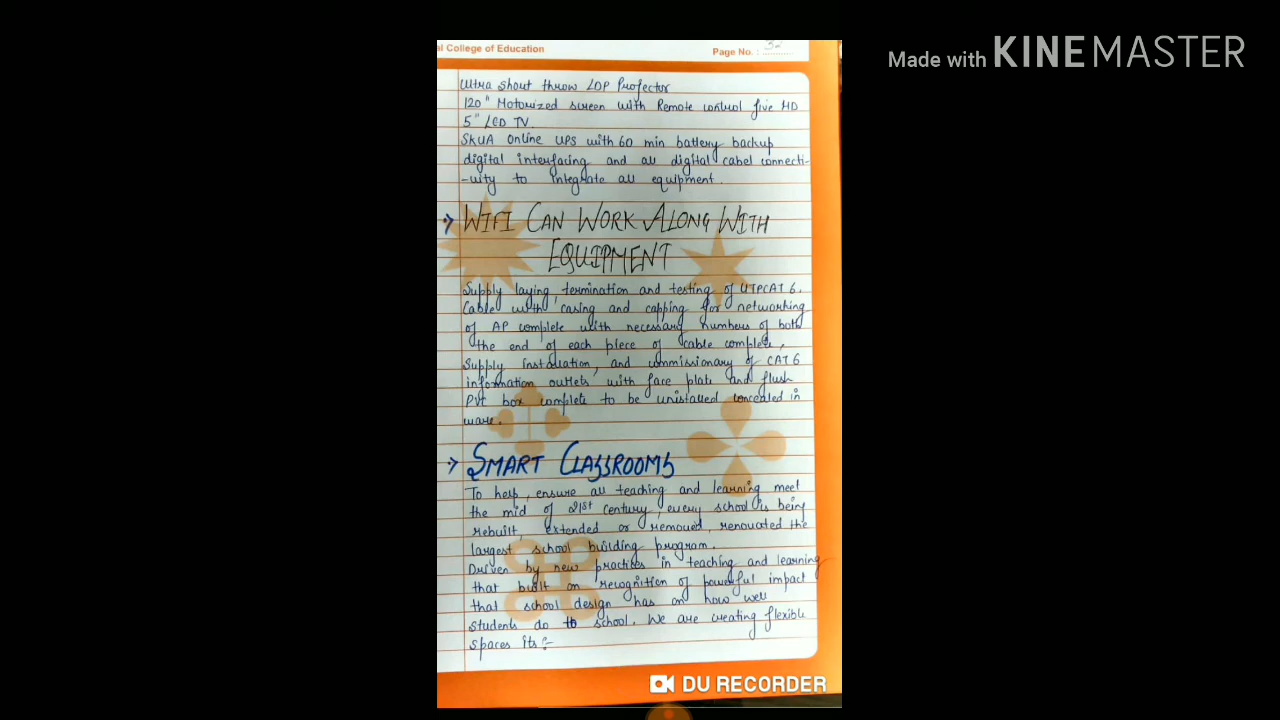 al College of Education
Page No. : 32
Made with KINEMASTER
Ultra Shout throw LDP Projector
120" Motorized screen with Remote control five HD
5" LED TV.
SKUA Online UPS with 60 min battery backup
digital interfacing and all digital cabel connecti-
-vity to integrate all equipment.
WIFI CAN WORK ALONG WITH
EQUIPMENT
Supply laying, termination and testing of UTPCAT 6.
Cable with casing and capping for networking
of AP complete with necessary numbers of both
the end of each piece of cable complete,
Supply installation, and commissionary of CAT 6
information outlets with face plate and flush
PVC box complete to be unistalled concealed in
ware.
SMART CLASSROOMS
To help, ensure all teaching and learning meet
the mid of 21st century, every school is being
rebuilt, extended or removed, renovated the
largest school building program.
Driven by new practises in teaching and learning
that built on recognition of powerful impact
that school design has on how well
students do to school. We are creating flexible
spaces its :-
DU RECORDER